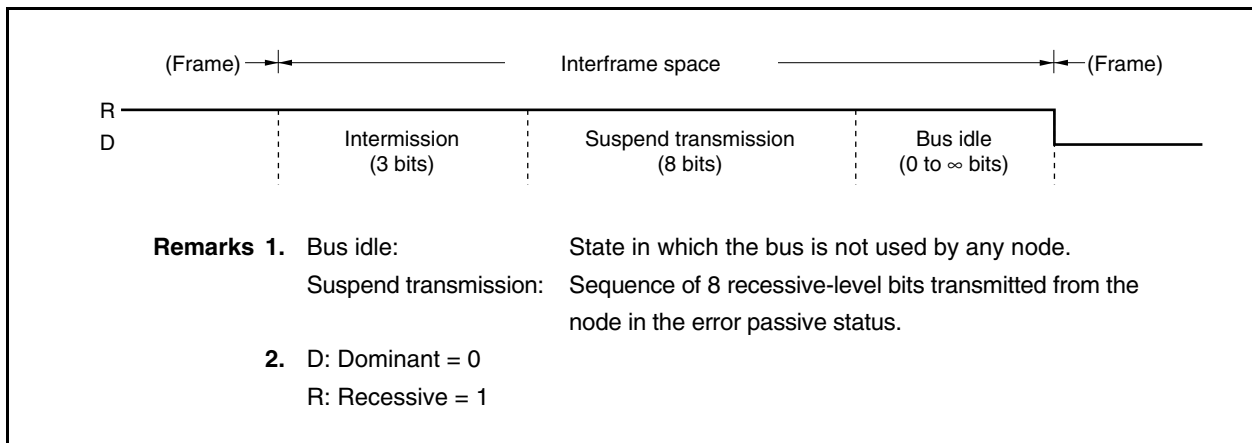 (Frame) Interframe space (Frame)
R
D
Intermission Suspend transmission Bus idle
(3 bits) (8 bits) (0 to ∞ bits)
Remarks 1. Bus idle: State in which the bus is not used by any node.
Suspend transmission: Sequence of 8 recessive-level bits transmitted from the
node in the error passive status.
2. D: Dominant = 0
R: Recessive = 1